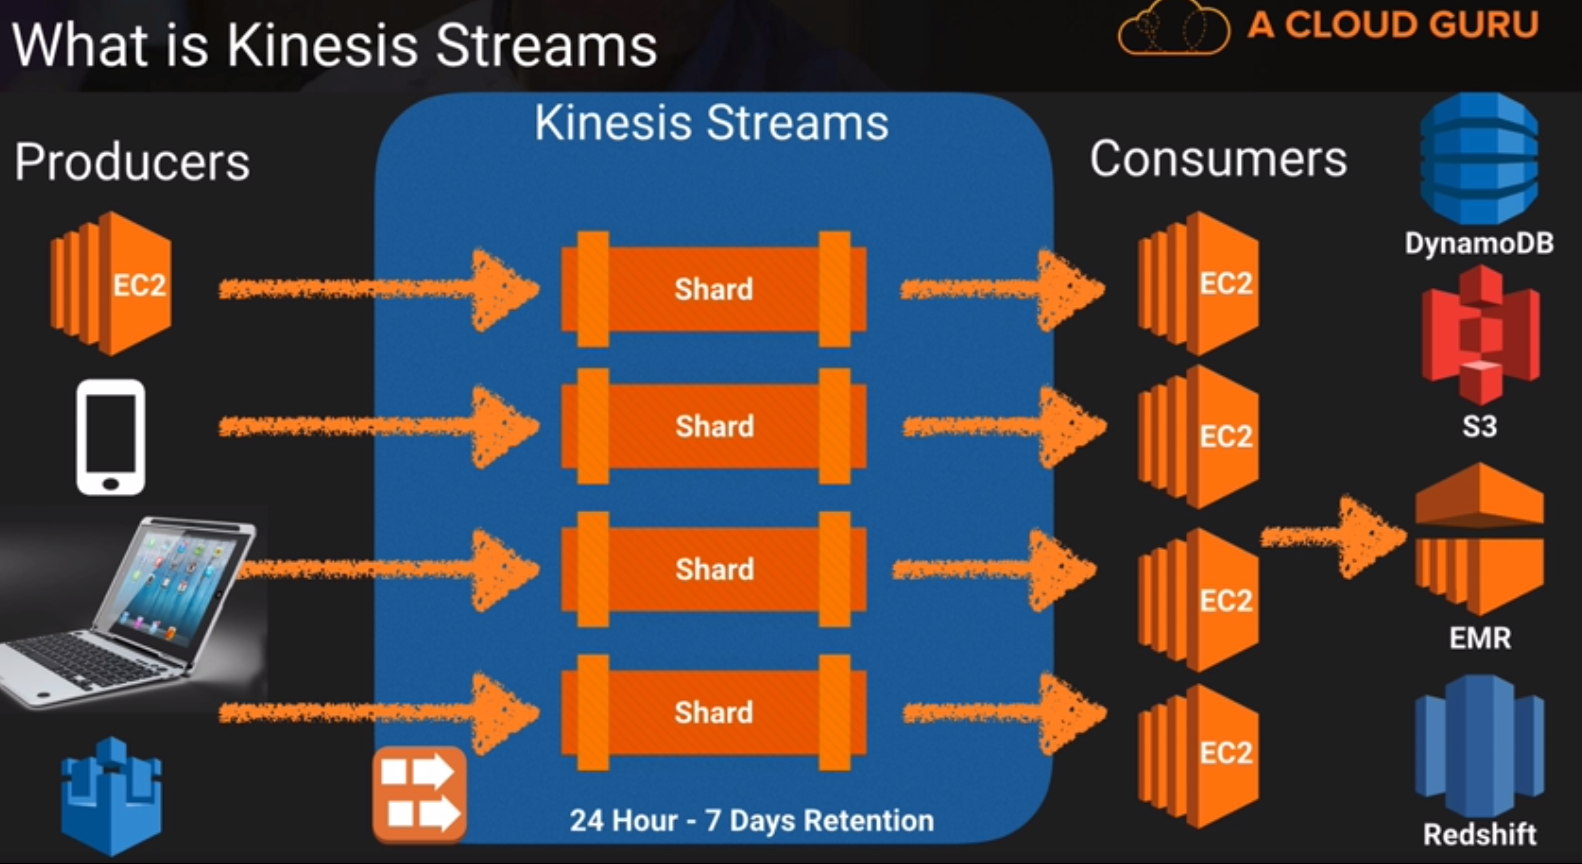 What is Kinesis Streams
A CLOUD GURU
Kinesis Streams
Producers
Consumers
DynamoDB
EC2
Shard
EC2
S3
Shard
EC2
Shard
EC2
EMR
Shard
EC2
24 Hour - 7 Days Retention
Redshift